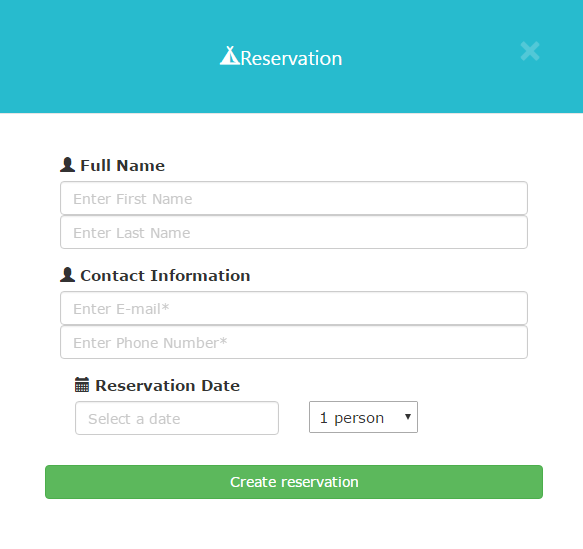 Reservation
×
Full Name
Enter First Name
Enter Last Name
Contact Information
Enter E-mail*
Enter Phone Number*
Reservation Date
Select a date
1 person
Create reservation